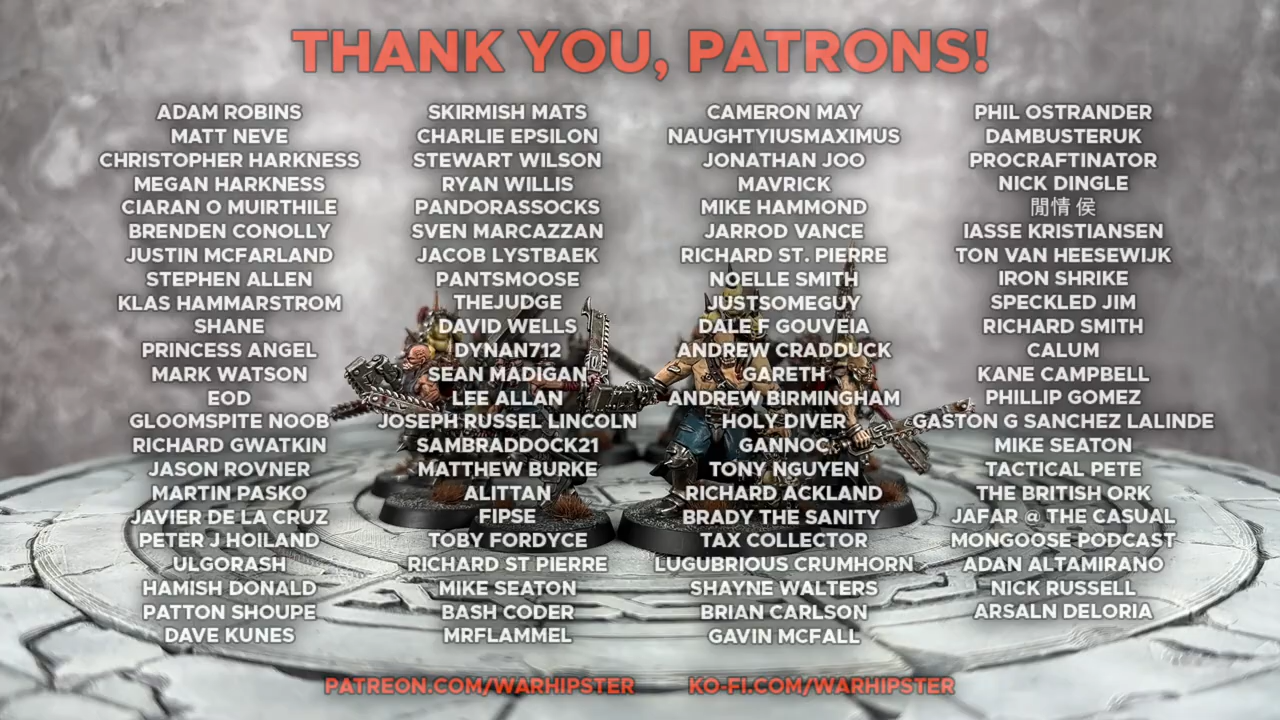 THANK YOU, PATRONS!
ADAM ROBINS
MATT NEVE
CHRISTOPHER HARKNESS
MEGAN HARKNESS
CIARAN O MUIRTHILE
BRENDEN CONOLLY
JUSTIN MCFARLAND
STEPHEN ALLEN
KLAS HAMMARSTROM
SHANE
PRINCESS ANGEL
MARK WATSON
EOD
GLOOMSPITE NOOB
RICHARD GWATKIN
JASON ROVNER
MARTIN PASKO
JAVIER DE LA CRUZ
PETER J HOILAND
ULGORASH
HAMISH DONALD
PATTON SHOUPE
DAVE KUNES
SKIRMISH MATS
CHARLIE EPSILON
STEWART WILSON
RYAN WILLIS
PANDORASSOCKS
SVEN MARCAZZAN
JACOB LYSTBAEK
PANTSMOOSE
THEJUDGE
DAVID WELLS
DYNAN712
SEAN MADIGAN
LEE ALLAN
JOSEPH RUSSEL LINCOLN
SAMBRADDOCK21
MATTHEW BURKE
ALITTAN
FIPSE
TOBY FORDYCE
RICHARD ST PIERRE
MIKE SEATON
BASH CODER
MRFLAMMEL
CAMERON MAY
NAUGHTYIUSMAXIMUS
JONATHAN JOO
MAVRICK
MIKE HAMMOND
JARROD VANCE
RICHARD ST. PIERRE
NOELLE SMITH
JUSTSOMEGUY
DALE F GOUVEIA
ANDREW CRADDUCK
GARETH
ANDREW BIRMINGHAM
HOLY DIVER
GANNOC
TONY NGUYEN
RICHARD ACKLAND
BRADY THE SANITY
TAX COLLECTOR
LUGUBRIOUS CRUMHORN
SHAYNE WALTERS
BRIAN CARLSON
GAVIN MCFALL
PHIL OSTRANDER
DAMBUSTERUK
PROCRAFTINATOR
NICK DINGLE
閒情 侯
IASSE KRISTIANSEN
TON VAN HEESEWIJK
IRON SHRIKE
SPECKLED JIM
RICHARD SMITH
CALUM
KANE CAMPBELL
PHILLIP GOMEZ
GASTON G SANCHEZ LALINDE
MIKE SEATON
TACTICAL PETE
THE BRITISH ORK
JAFAR @ THE CASUAL
MONGOOSE PODCAST
ADAN ALTAMIRANO
NICK RUSSELL
ARSALN DELORIA
PATREON.COM/WARHIPSTER
KO-FI.COM/WARHIPSTER